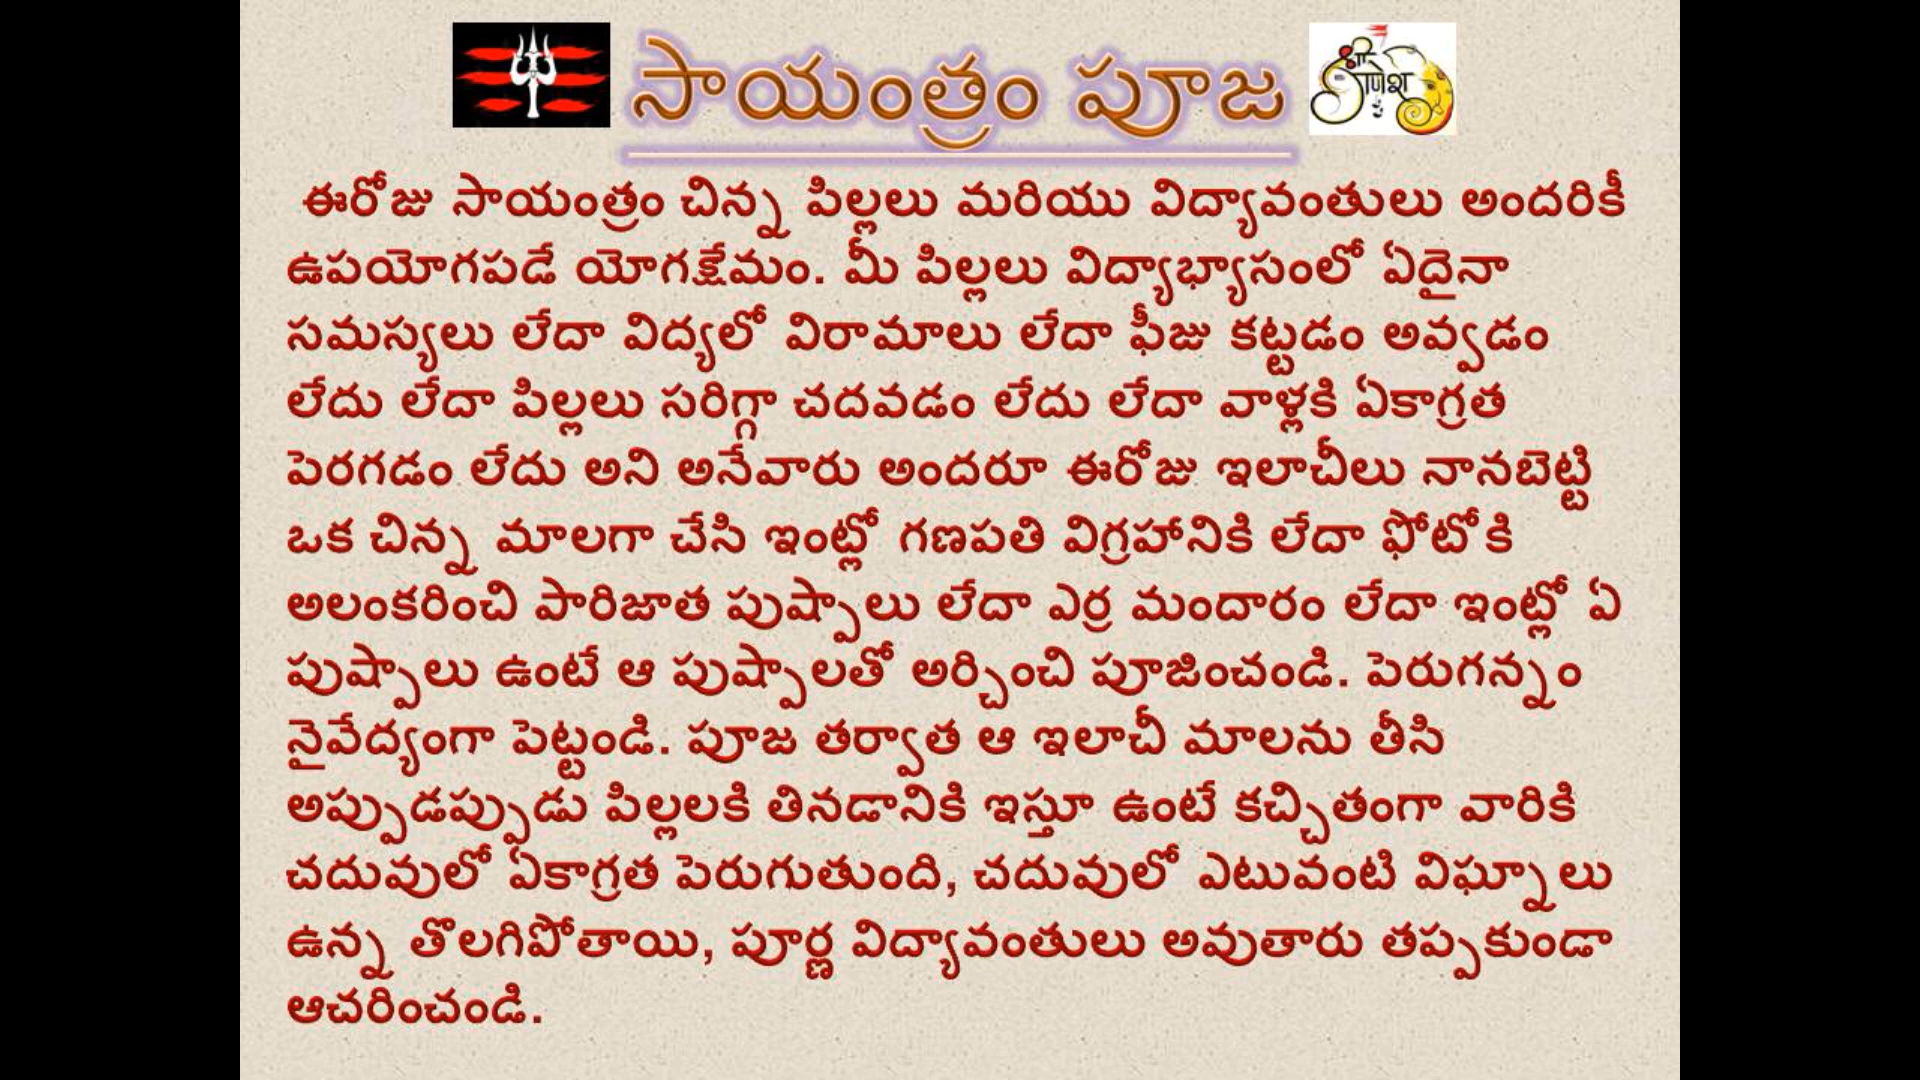 సాయంత్రం పూజ
श्री गणेश
ఈరోజు సాయంత్రం చిన్న పిల్లలు మరియు విద్యావంతులు అందరికీ
ఉపయోగపడే యోగక్షేమం. మీ పిల్లలు విద్యాభ్యాసంలో ఏదైనా
సమస్యలు లేదా విద్యలో విరామాలు లేదా ఫీజు కట్టడం అవ్వడం
లేదు లేదా పిల్లలు సరిగ్గా చదవడం లేదు లేదా వాళ్లకి ఏకాగ్రత
పెరగడం లేదు అని అనేవారు అందరూ ఈరోజు ఇలాచీలు నానబెట్టి
ఒక చిన్న మాలగా చేసి ఇంట్లో గణపతి విగ్రహానికి లేదా ఫోటోకి
అలంకరించి పారిజాత పుష్పాలు లేదా ఎర్ర మందారం లేదా ఇంట్లో ఏ
పుష్పాలు ఉంటే ఆ పుష్పాలతో అర్చించి పూజించండి. పెరుగన్నం
నైవేద్యంగా పెట్టండి. పూజ తర్వాత ఆ ఇలాచీ మాలను తీసి
అప్పుడప్పుడు పిల్లలకి తినడానికి ఇస్తూ ఉంటే కచ్చితంగా వారికి
చదువులో ఏకాగ్రత పెరుగుతుంది, చదువులో ఎటువంటి విఘ్నాలు
ఉన్న తొలగిపోతాయి, పూర్ణ విద్యావంతులు అవుతారు తప్పకుండా
ఆచరించండి.